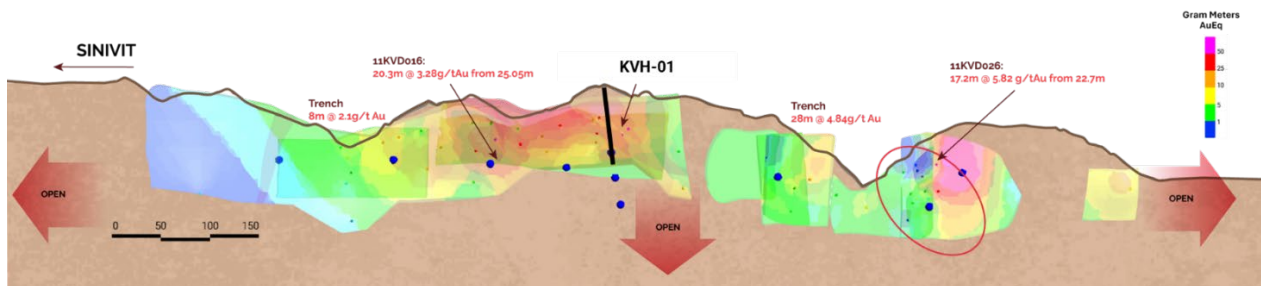 SINIVIT
11KVD016:
20.3m @ 3.28g/tAu from 25.05m
KVH-01
11KVD026:
17.2m @ 5.82 g/tAu from 22.7m
Gram Meters
AuEq
50
25
10
5
1
Trench
8m @ 2.1g/t Au
Trench
28m @ 4.84g/t Au
OPEN
OPEN
OPEN
0 50 100 150